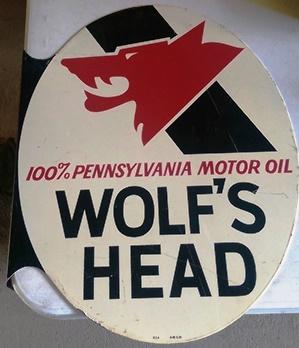 100% PENNSYLVANIA MOTOR OIL
WOLF'S
HEAD